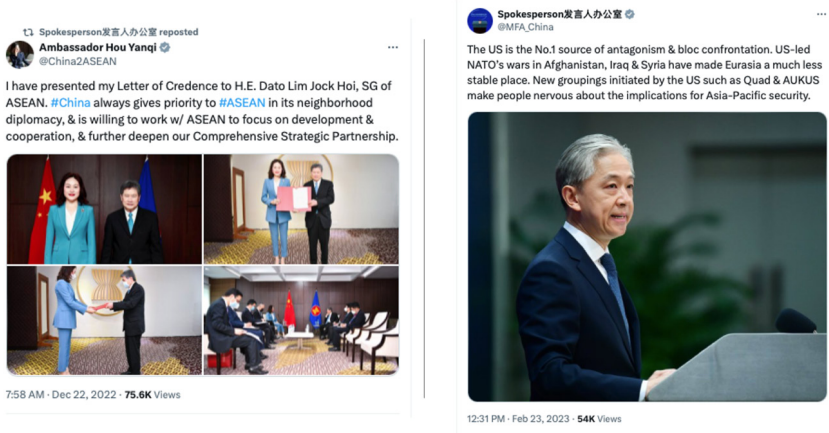 Spokesperson发言人办公室 reposted
Ambassador Hou Yanqi
@China2ASEAN
I have presented my Letter of Credence to H.E. Dato Lim Jock Hoi, SG of
ASEAN. #China always gives priority to #ASEAN in its neighborhood
diplomacy, & is willing to work w/ ASEAN to focus on development &
cooperation, & further deepen our Comprehensive Strategic Partnership.
7:58 AM · Dec 22, 2022 · 75.6K Views
Spokesperson发言人办公室
@MFA_China
The US is the No.1 source of antagonism & bloc confrontation. US-led
NATO's wars in Afghanistan, Iraq & Syria have made Eurasia a much less
stable place. New groupings initiated by the US such as Quad & AUKUS
make people nervous about the implications for Asia-Pacific security.
12:31 PM · Feb 23, 2023 · 54K Views